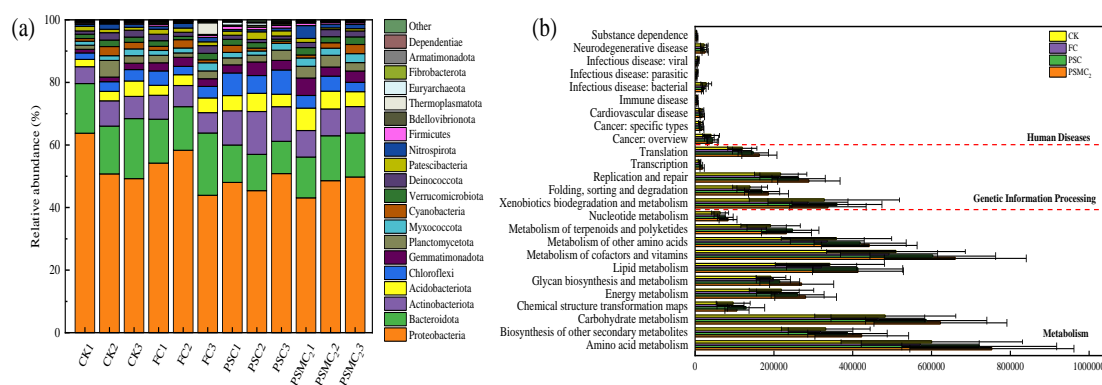 (a)
100
80
60
40
20
0
Relative abundance (%)
CK1
CK2
CK3
FC1
FC2
FC3
PSC1
PSC2
PSC3
PSMC₂1
PSMC₂2
PSMC₂3
Other
Dependentiae
Armatimonadota
Fibrobacterota
Euryarchaeota
Thermoplasmatota
Bdellovibrionota
Firmicutes
Nitrospirota
Patescibacteria
Deinococcota
Verrucomicrobiota
Cyanobacteria
Myxococcota
Planctomycetota
Gemmatimonadota
Chloroflexi
Acidobacteriota
Actinobacteriota
Bacteroidota
Proteobacteria
(b)
Substance dependence
Neurodegenerative disease
Infectious disease: viral
Infectious disease: parasitic
Infectious disease: bacterial
Immune disease
Cardiovascular disease
Cancer: specific types
Cancer: overview
Translation
Transcription
Replication and repair
Folding, sorting and degradation
Xenobiotics biodegradation and metabolism
Nucleotide metabolism
Metabolism of terpenoids and polyketides
Metabolism of other amino acids
Metabolism of cofactors and vitamins
Lipid metabolism
Glycan biosynthesis and metabolism
Energy metabolism
Chemical structure transformation maps
Carbohydrate metabolism
Biosynthesis of other secondary metabolites
Amino acid metabolism
CK
FC
PSC
PSMC₂
Human Diseases
Genetic Information Processing
Metabolism
0
200000
400000
600000
800000
1000000